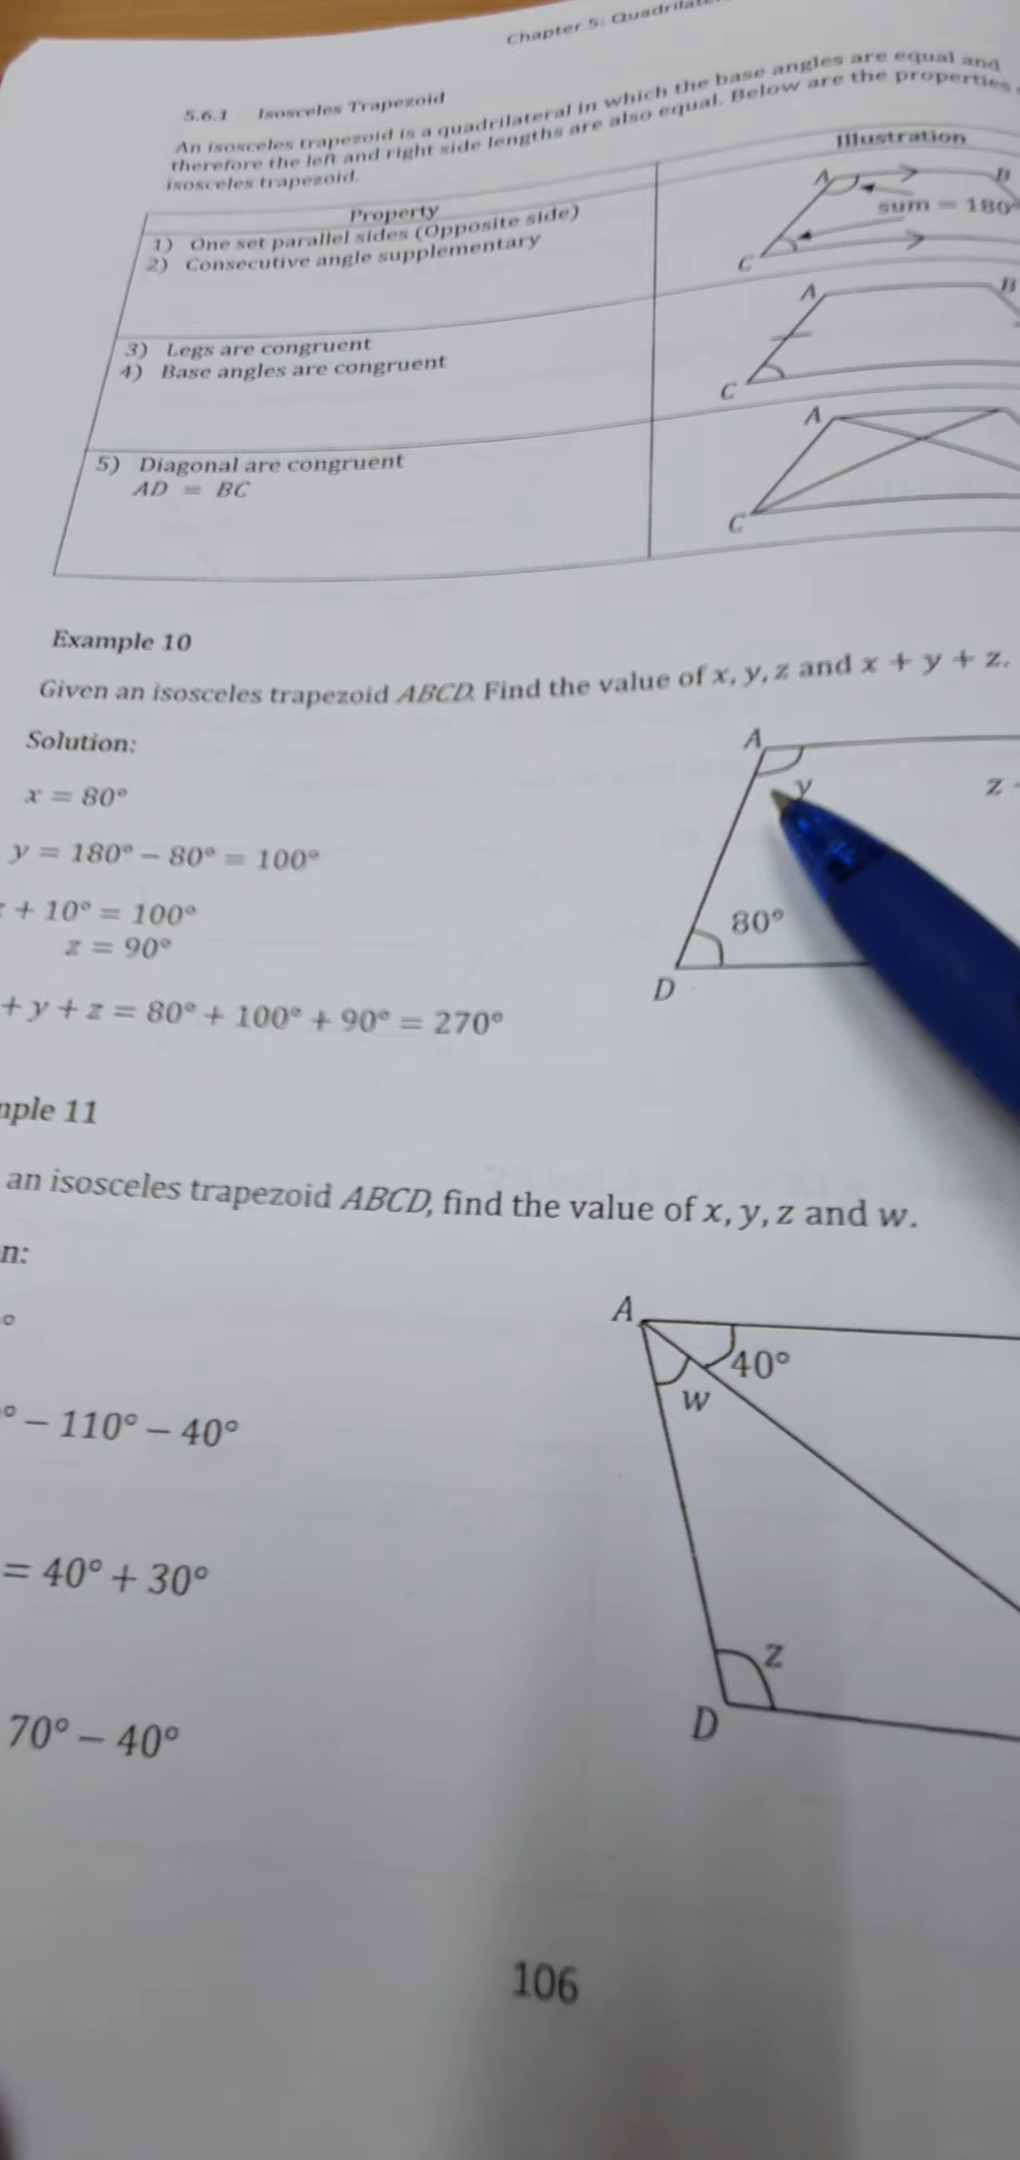 Chapter 5:
5.6.1 Isosceles Trapezoid
An isosceles trapezoid is a quadrilateral in which the base angles are equal and
therefore the left and right side lengths are also equal. Below are the properties
isosceles trapezoid.
Property
Illustration
1) One set parallel sides (Opposite side)
2) Consecutive angle supplementary
A
B
sum = 180°
C
3) Legs are congruent
4) Base angles are congruent
A
B
C
5) Diagonal are congruent
AD = BC
A
C
Example 10
Given an isosceles trapezoid ABCD. Find the value of x, y, z and x + y + z.
Solution:
A
x = 80°
y
z
y = 180° − 80° = 100°
+ 10° = 100°
80°
z = 90°
D
+ y + z = 80° + 100° + 90° = 270°
11
an isosceles trapezoid ABCD, find the value of x, y, z and w.
A
40°
w
° − 110° − 40°
= 40° + 30°
z
D
70° − 40°
106